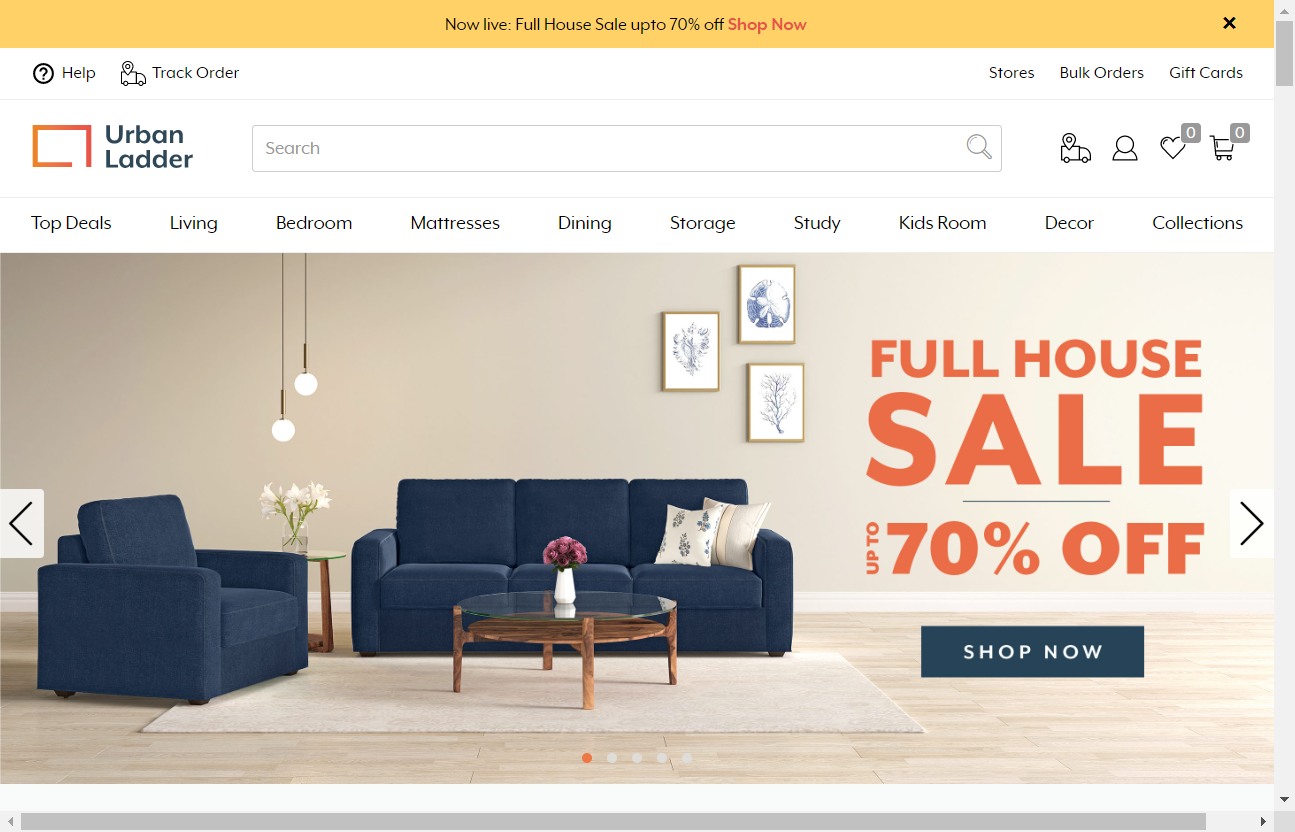 Now live: Full House Sale upto 70% off Shop Now
Help
Track Order
Stores
Bulk Orders
Gift Cards
Urban
Ladder
Search
0
0
Top Deals
Living
Bedroom
Mattresses
Dining
Storage
Study
Kids Room
Decor
Collections
FULL HOUSE
SALE
UPTO 70% OFF
SHOP NOW